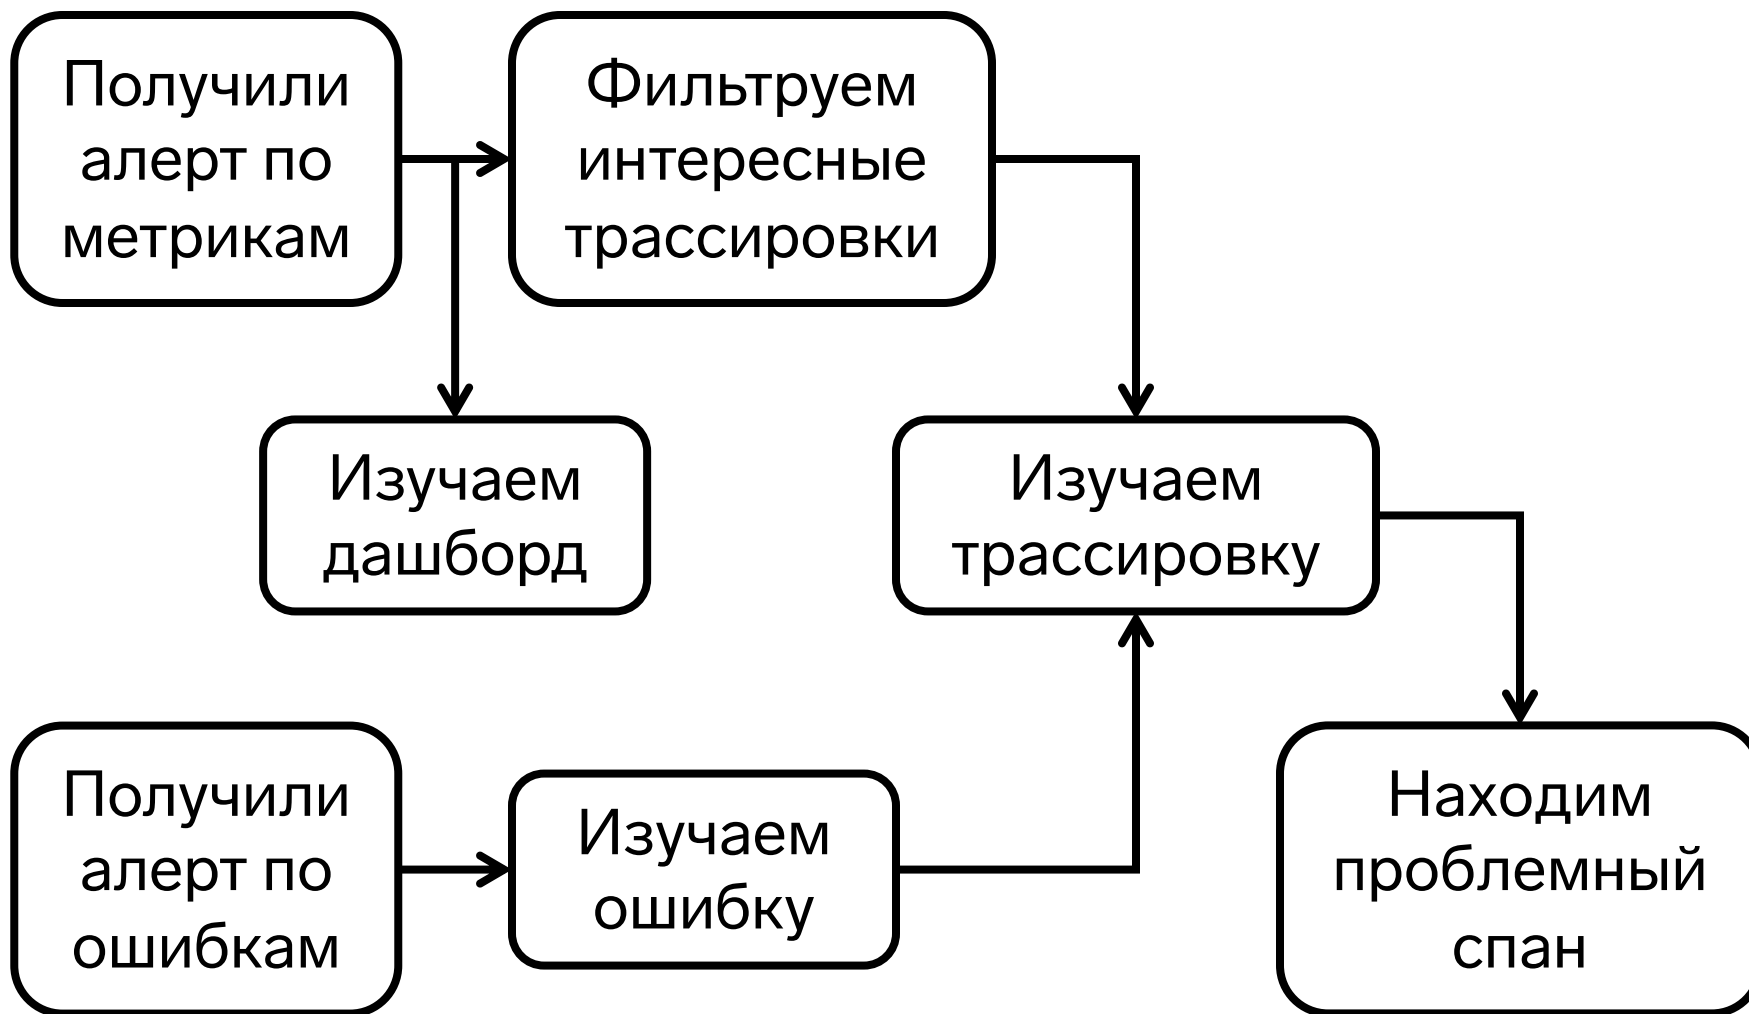 Получили
алерт по
метрикам
Фильтруем
интересные
трассировки
Изучаем
дашборд
Изучаем
трассировку
Получили
алерт по
ошибкам
Изучаем
ошибку
Находим
проблемный
спан